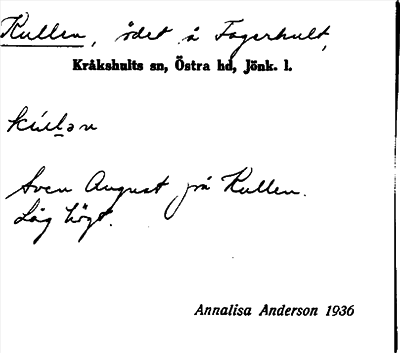 Kullen, ödet å Fagerhult,
Kråkshults sn, Östra hd, Jönk. l.
kúllən
Sven August på Kullen.
Låg högt.
Annalisa Anderson 1936